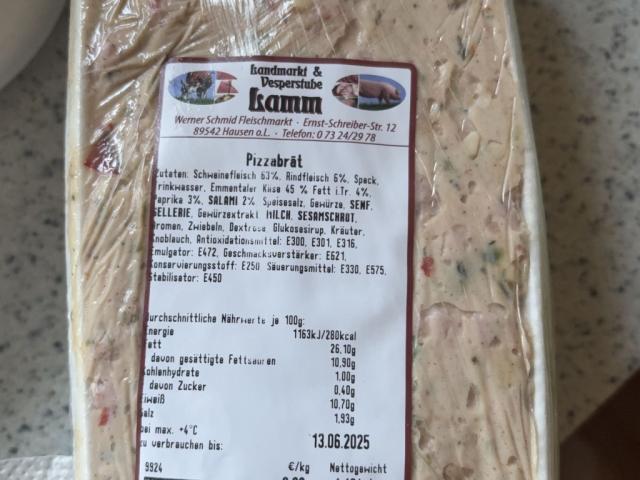 Landmarkt &
Vesperstube
Lamm
Werner Schmid Fleischmarkt · Ernst-Schreiber-Str. 12
89542 Hausen o.L. · Telefon: 0 73 24/29 78
Pizzabrät
Zutaten: Schweinefleisch 63%, Rindfleisch 6%, Speck,
Trinkwasser, Emmentaler Käse 45 % Fett i.Tr. 4%,
Paprika 3%, SALAMI 2% Speisesalz, Gewürze, SENF,
SELLERIE, Gewürzextrakt MILCH, SESAMSCHROT,
Aromen, Zwiebeln, Dextrose Glukosesirup, Kräuter,
Knoblauch, Antioxidationsmittel: E300, E301, E316,
Emulgator: E472, Geschmacksverstärker: E621,
Konservierungsstoff: E250 Säuerungsmittel: E330, E575,
Stabilisator: E450
durchschnittliche Nährwerte je 100g:
Energie 1163kJ/280kcal
Fett 26,10g
davon gesättigte Fettsäuren 10,90g
Kohlenhydrate 1,00g
davon Zucker 0,40g
Eiweiß 10,70g
Salz 1,93g
bei max. +4°C
zu verbrauchen bis: 13.06.2025
9924 €/kg Nettogewicht